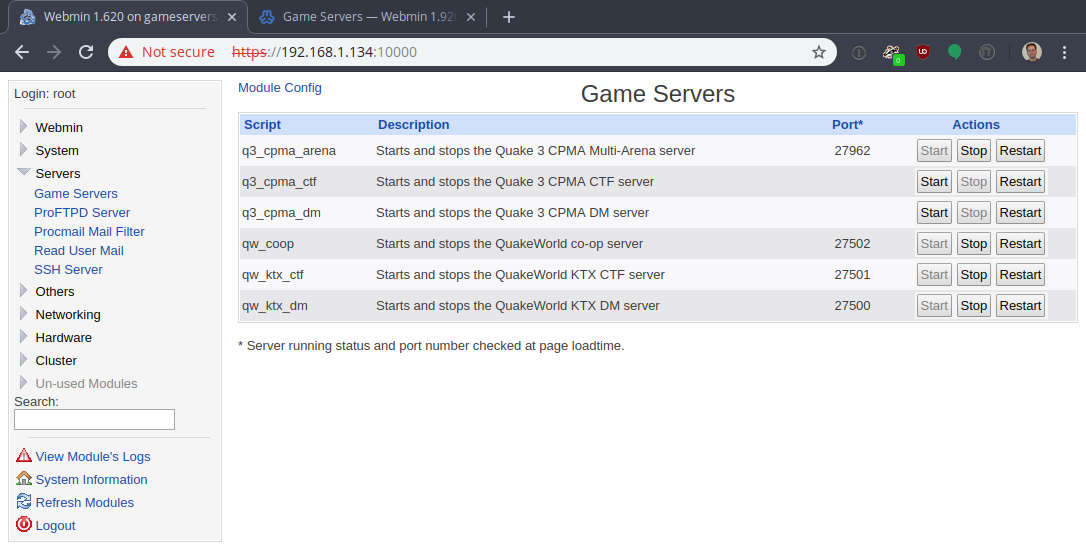 Webmin 1.620 on gameservers
Game Servers — Webmin 1.920
Not secure https://192.168.1.134:10000
0
UD
Login: root
Webmin
System
Servers
Game Servers
ProFTPD Server
Procmail Mail Filter
Read User Mail
SSH Server
Others
Networking
Hardware
Cluster
Un-used Modules
Search:
View Module's Logs
System Information
Refresh Modules
Logout
Module Config
Game Servers
Script Description Port* Actions
q3_cpma_arena Starts and stops the Quake 3 CPMA Multi-Arena server 27962 Start Stop Restart
q3_cpma_ctf Starts and stops the Quake 3 CPMA CTF server Start Stop Restart
q3_cpma_dm Starts and stops the Quake 3 CPMA DM server Start Stop Restart
qw_coop Starts and stops the QuakeWorld co-op server 27502 Start Stop Restart
qw_ktx_ctf Starts and stops the QuakeWorld KTX CTF server 27501 Start Stop Restart
qw_ktx_dm Starts and stops the QuakeWorld KTX DM server 27500 Start Stop Restart
* Server running status and port number checked at page loadtime.